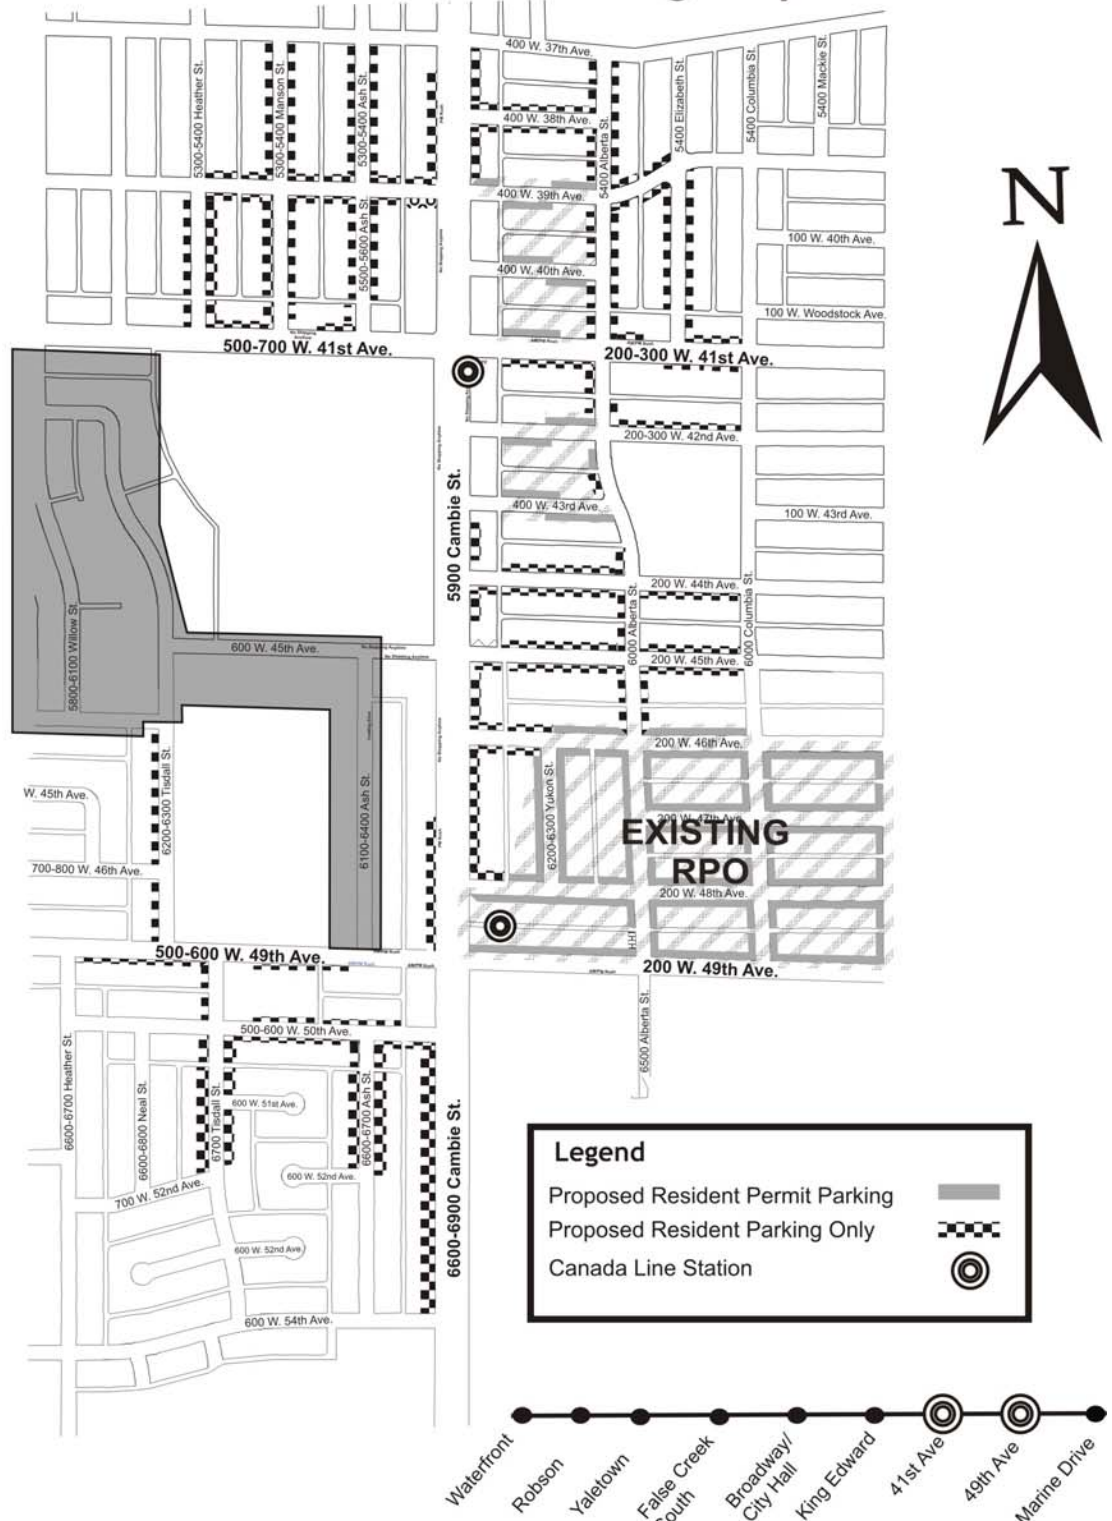 400 W. 37th Ave.
5300-5400 Heather St.
5300-5400 Manson St.
5300-5400 Ash St.
5400 Elizabeth St.
5400 Columbia St.
5400 Mackie St.
400 W. 38th Ave.
5400 Alberta St.
400 W. 39th Ave.
N
5500-5600 Ash St.
100 W. 40th Ave.
400 W. 40th Ave.
100 W. Woodstock Ave.
500-700 W. 41st Ave.
200-300 W. 41st Ave.
200-300 W. 42nd Ave.
5900 Cambie St.
400 W. 43rd Ave.
100 W. 43rd Ave.
200 W. 44th Ave.
6000 Alberta St.
6000 Columbia St.
5800-6100 Willow St.
600 W. 45th Ave.
No Stopping Anytime
No Stopping Anytime
200 W. 45th Ave.
200 W. 46th Ave.
6200-6300 Tisdall St.
6100-6400 Ash St.
6200-6300 Yukon St.
W. 45th Ave.
200 W. 47th Ave.
EXISTING
RPO
700-800 W. 46th Ave.
200 W. 48th Ave.
500-600 W. 49th Ave.
200 W. 49th Ave.
500-600 W. 50th Ave.
6500 Alberta St.
6600-6700 Heather St.
6600-6800 Neal St.
6700 Tisdall St.
600 W. 51st Ave.
6600-6700 Ash St.
6600-6900 Cambie St.
600 W. 52nd Ave.
700 W. 52nd Ave.
600 W. 52nd Ave.
600 W. 54th Ave.
Legend
Proposed Resident Permit Parking
Proposed Resident Parking Only
Canada Line Station
Waterfront
Robson
Yaletown
False Creek
South
Broadway/
City Hall
King Edward
41st Ave
49th Ave
Marine Drive